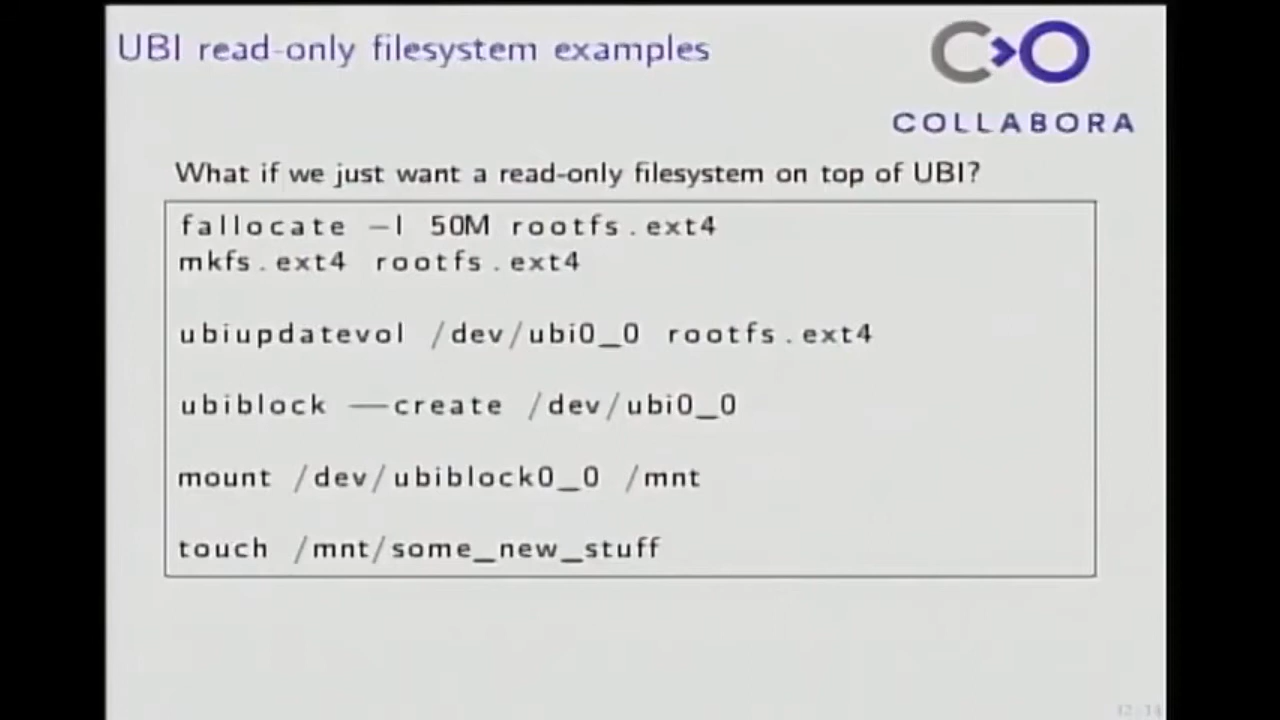 UBI read-only filesystem examples
COLLABORA
What if we just want a read-only filesystem on top of UBI?
fallocate -l 50M rootfs.ext4
mkfs.ext4 rootfs.ext4
ubiupdatevol /dev/ubi0_0 rootfs.ext4
ubiblock --create /dev/ubi0_0
mount /dev/ubiblock0_0 /mnt
touch /mnt/some_new_stuff